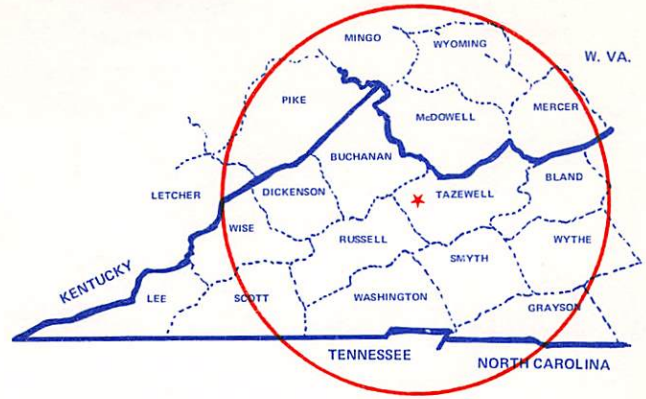 MINGO
WYOMING
W. VA.
PIKE
MERCER
McDOWELL
BUCHANAN
BLAND
LETCHER
DICKENSON
TAZEWELL
WISE
RUSSELL
WYTHE
SMYTH
KENTUCKY
LEE
SCOTT
WASHINGTON
GRAYSON
TENNESSEE
NORTH CAROLINA